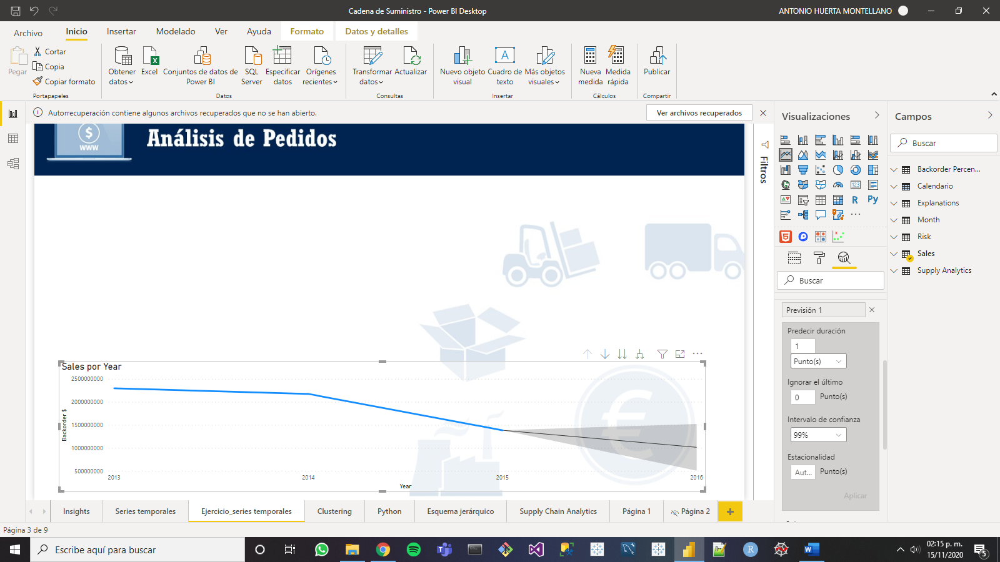 Cadena de Suministro - Power BI Desktop
ANTONIO HUERTA MONTELLANO
Archivo
Inicio
Insertar
Modelado
Ver
Ayuda
Formato
Datos y detalles
Pegar
Cortar
Copia
Copiar formato
Portapapeles
Obtener datos
Excel
Conjuntos de datos de Power BI
SQL Server
Especificar datos
Orígenes recientes
Datos
Transformar datos
Actualizar
Consultas
Nuevo objeto visual
Cuadro de texto
Más objetos visuales
Insertar
Nueva medida
Medida rápida
Cálculos
Publicar
Compartir
Autorrecuperación contiene algunos archivos recuperados que no se han abierto.
Ver archivos recuperados
WWW
Análisis de Pedidos
Sales por Year
2500000000
2000000000
1500000000
1000000000
500000000
Backorder $
2013
2014
2015
2016
Year
Filtros
Visualizaciones
R
Py
Buscar
Previsión 1
Predecir duración
1
Punto(s)
Ignorar el último
0
Punto(s)
Intervalo de confianza
99%
Estacionalidad
Aut...
Punto(s)
Aplicar
Campos
Buscar
Backorder Percen...
Calendario
Explanations
Month
Risk
Sales
Supply Analytics
Insights
Series temporales
Ejercicio_series temporales
Clustering
Python
Esquema jerárquico
Supply Chain Analytics
Página 1
Página 2
Página 3 de 9
Escribe aquí para buscar
02:15 p. m.
15/11/2020
5